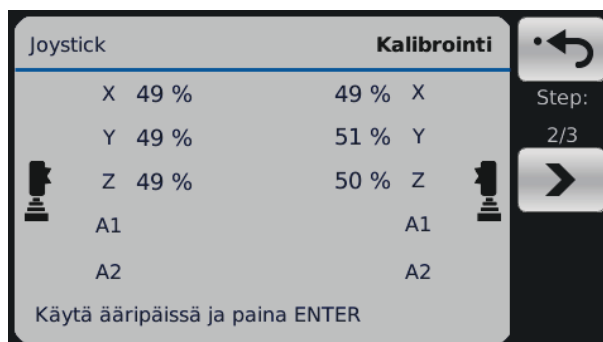 Joystick Kalibrointi
X 49 % 49 % X
Step:
Y 49 % 51 % Y
2/3
Z 49 % 50 % Z
A1 A1
A2 A2
Käytä ääripäissä ja paina ENTER